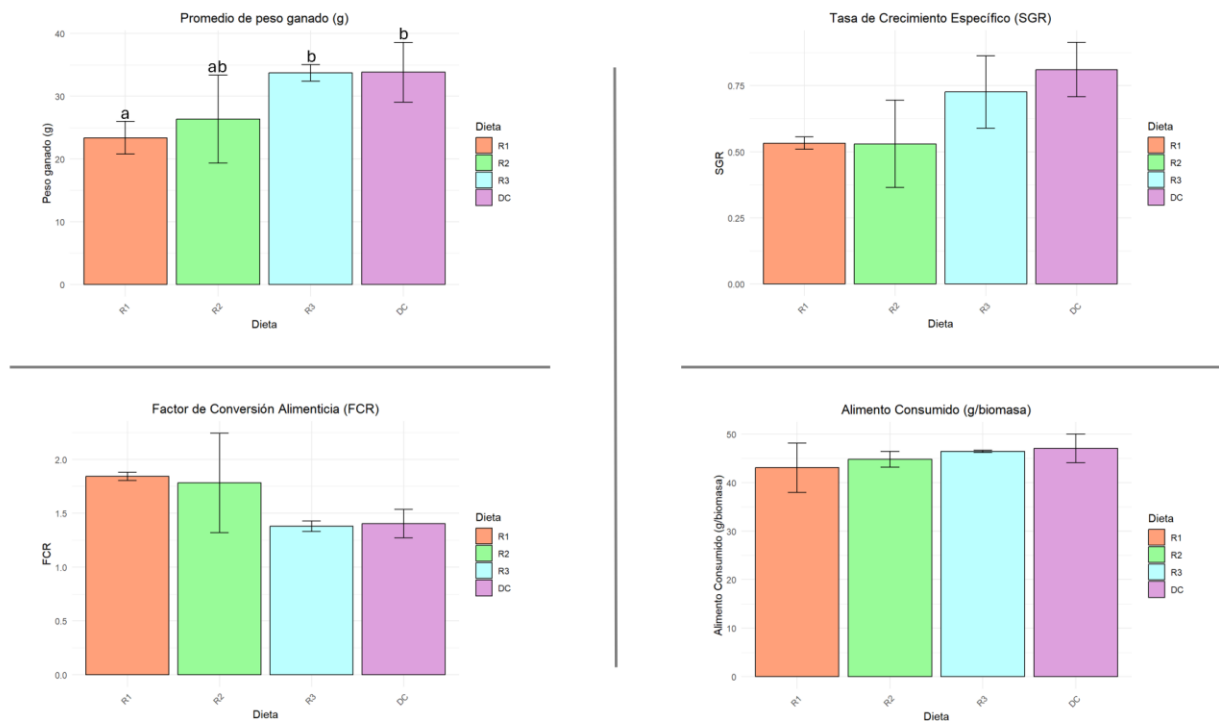 Promedio de peso ganado (g)
40
30
20
10
0
Peso ganado (g)
a
ab
b
b
R1
R2
R3
DC
Dieta
Dieta
R1
R2
R3
DC
Tasa de Crecimiento Específico (SGR)
0.75
0.50
0.25
0.00
SGR
R1
R2
R3
DC
Dieta
Dieta
R1
R2
R3
DC
Factor de Conversión Alimenticia (FCR)
2.0
1.5
1.0
0.5
0.0
FCR
R1
R2
R3
DC
Dieta
Dieta
R1
R2
R3
DC
Alimento Consumido (g/biomasa)
50
40
30
20
10
0
Alimento Consumido (g/biomasa)
R1
R2
R3
DC
Dieta
Dieta
R1
R2
R3
DC